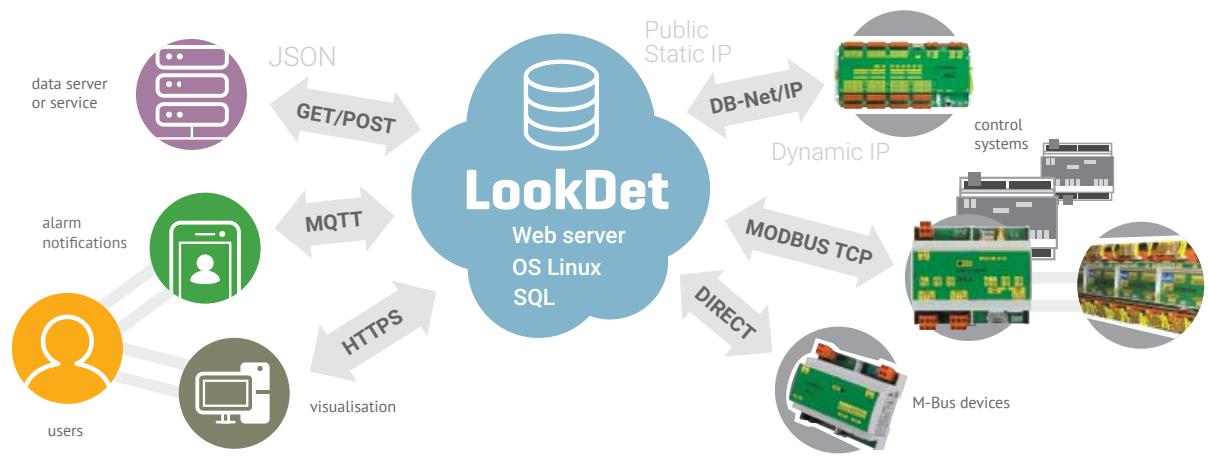 data server
or service
JSON
GET/POST
Public
Static IP
DB-Net/IP
Dynamic IP
control
systems
LookDet
Web server
OS Linux
SQL
alarm
notifications
MQTT
MODBUS TCP
HTTPS
DIRECT
visualisation
users
M-Bus devices